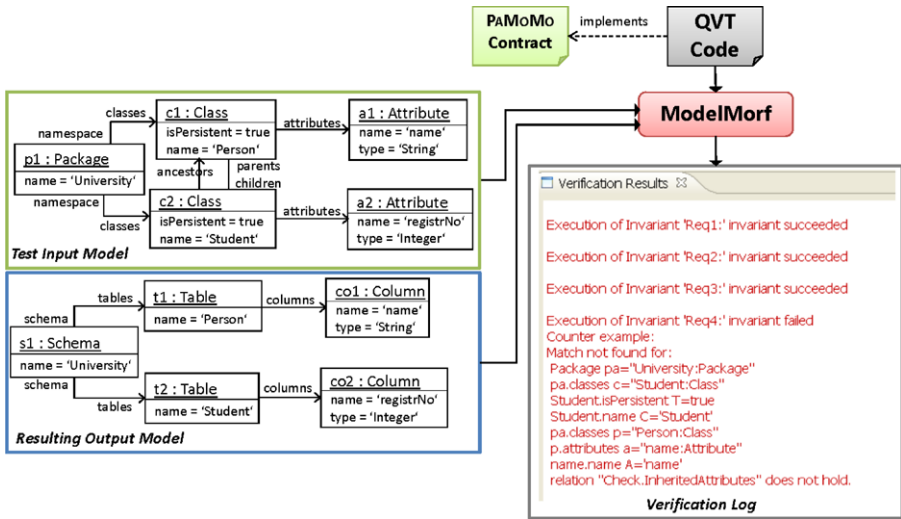 PAMOMO
Contract
implements
QVT
Code
ModelMorf
classes
c1 : Class
isPersistent = true
name = 'Person'
attributes
a1 : Attribute
name = 'name'
type = 'String'
namespace
p1 : Package
name = 'University'
namespace
ancestors
parents
children
classes
c2 : Class
isPersistent = true
name = 'Student'
attributes
a2 : Attribute
name = 'registrNo'
type = 'Integer'
Test Input Model
tables
t1 : Table
name = 'Person'
columns
co1 : Column
name = 'name'
type = 'String'
schema
s1 : Schema
name = 'University'
schema
tables
t2 : Table
name = 'Student'
columns
co2 : Column
name = 'registrNo'
type = 'Integer'
Resulting Output Model
Verification Results
Execution of Invariant 'Req1:' invariant succeeded
Execution of Invariant 'Req2:' invariant succeeded
Execution of Invariant 'Req3:' invariant succeeded
Execution of Invariant 'Req4:' invariant failed
Counter example:
Match not found for:
Package pa="University:Package"
pa.classes c="Student:Class"
Student.isPersistent T=true
Student.name C='Student'
pa.classes p="Person:Class"
p.attributes a="name:Attribute"
name.name A='name'
relation "Check.InheritedAttributes" does not hold.
Verification Log